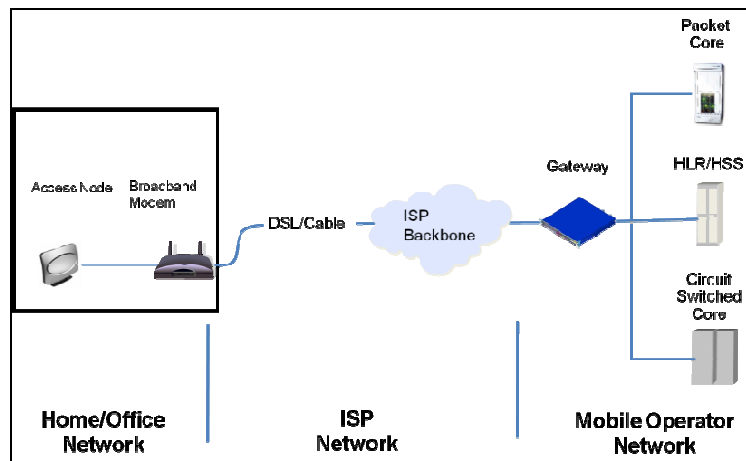 Packet
Core
HLR/HSS
Gateway
Access Node
Broadband
Mocem
DSL/Cable
ISP
Backbone
Circuit
Switched
Core
Home/Office
Network
ISP
Network
Mobile Operator
Network